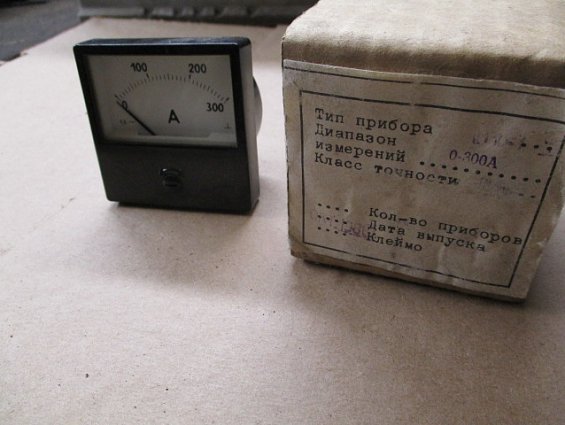 100
200
0
300
A
Тип прибора
Диапазон
измерений 0-300А
Класс точности
Кол-во приборов
Дата выпуска
Клеймо